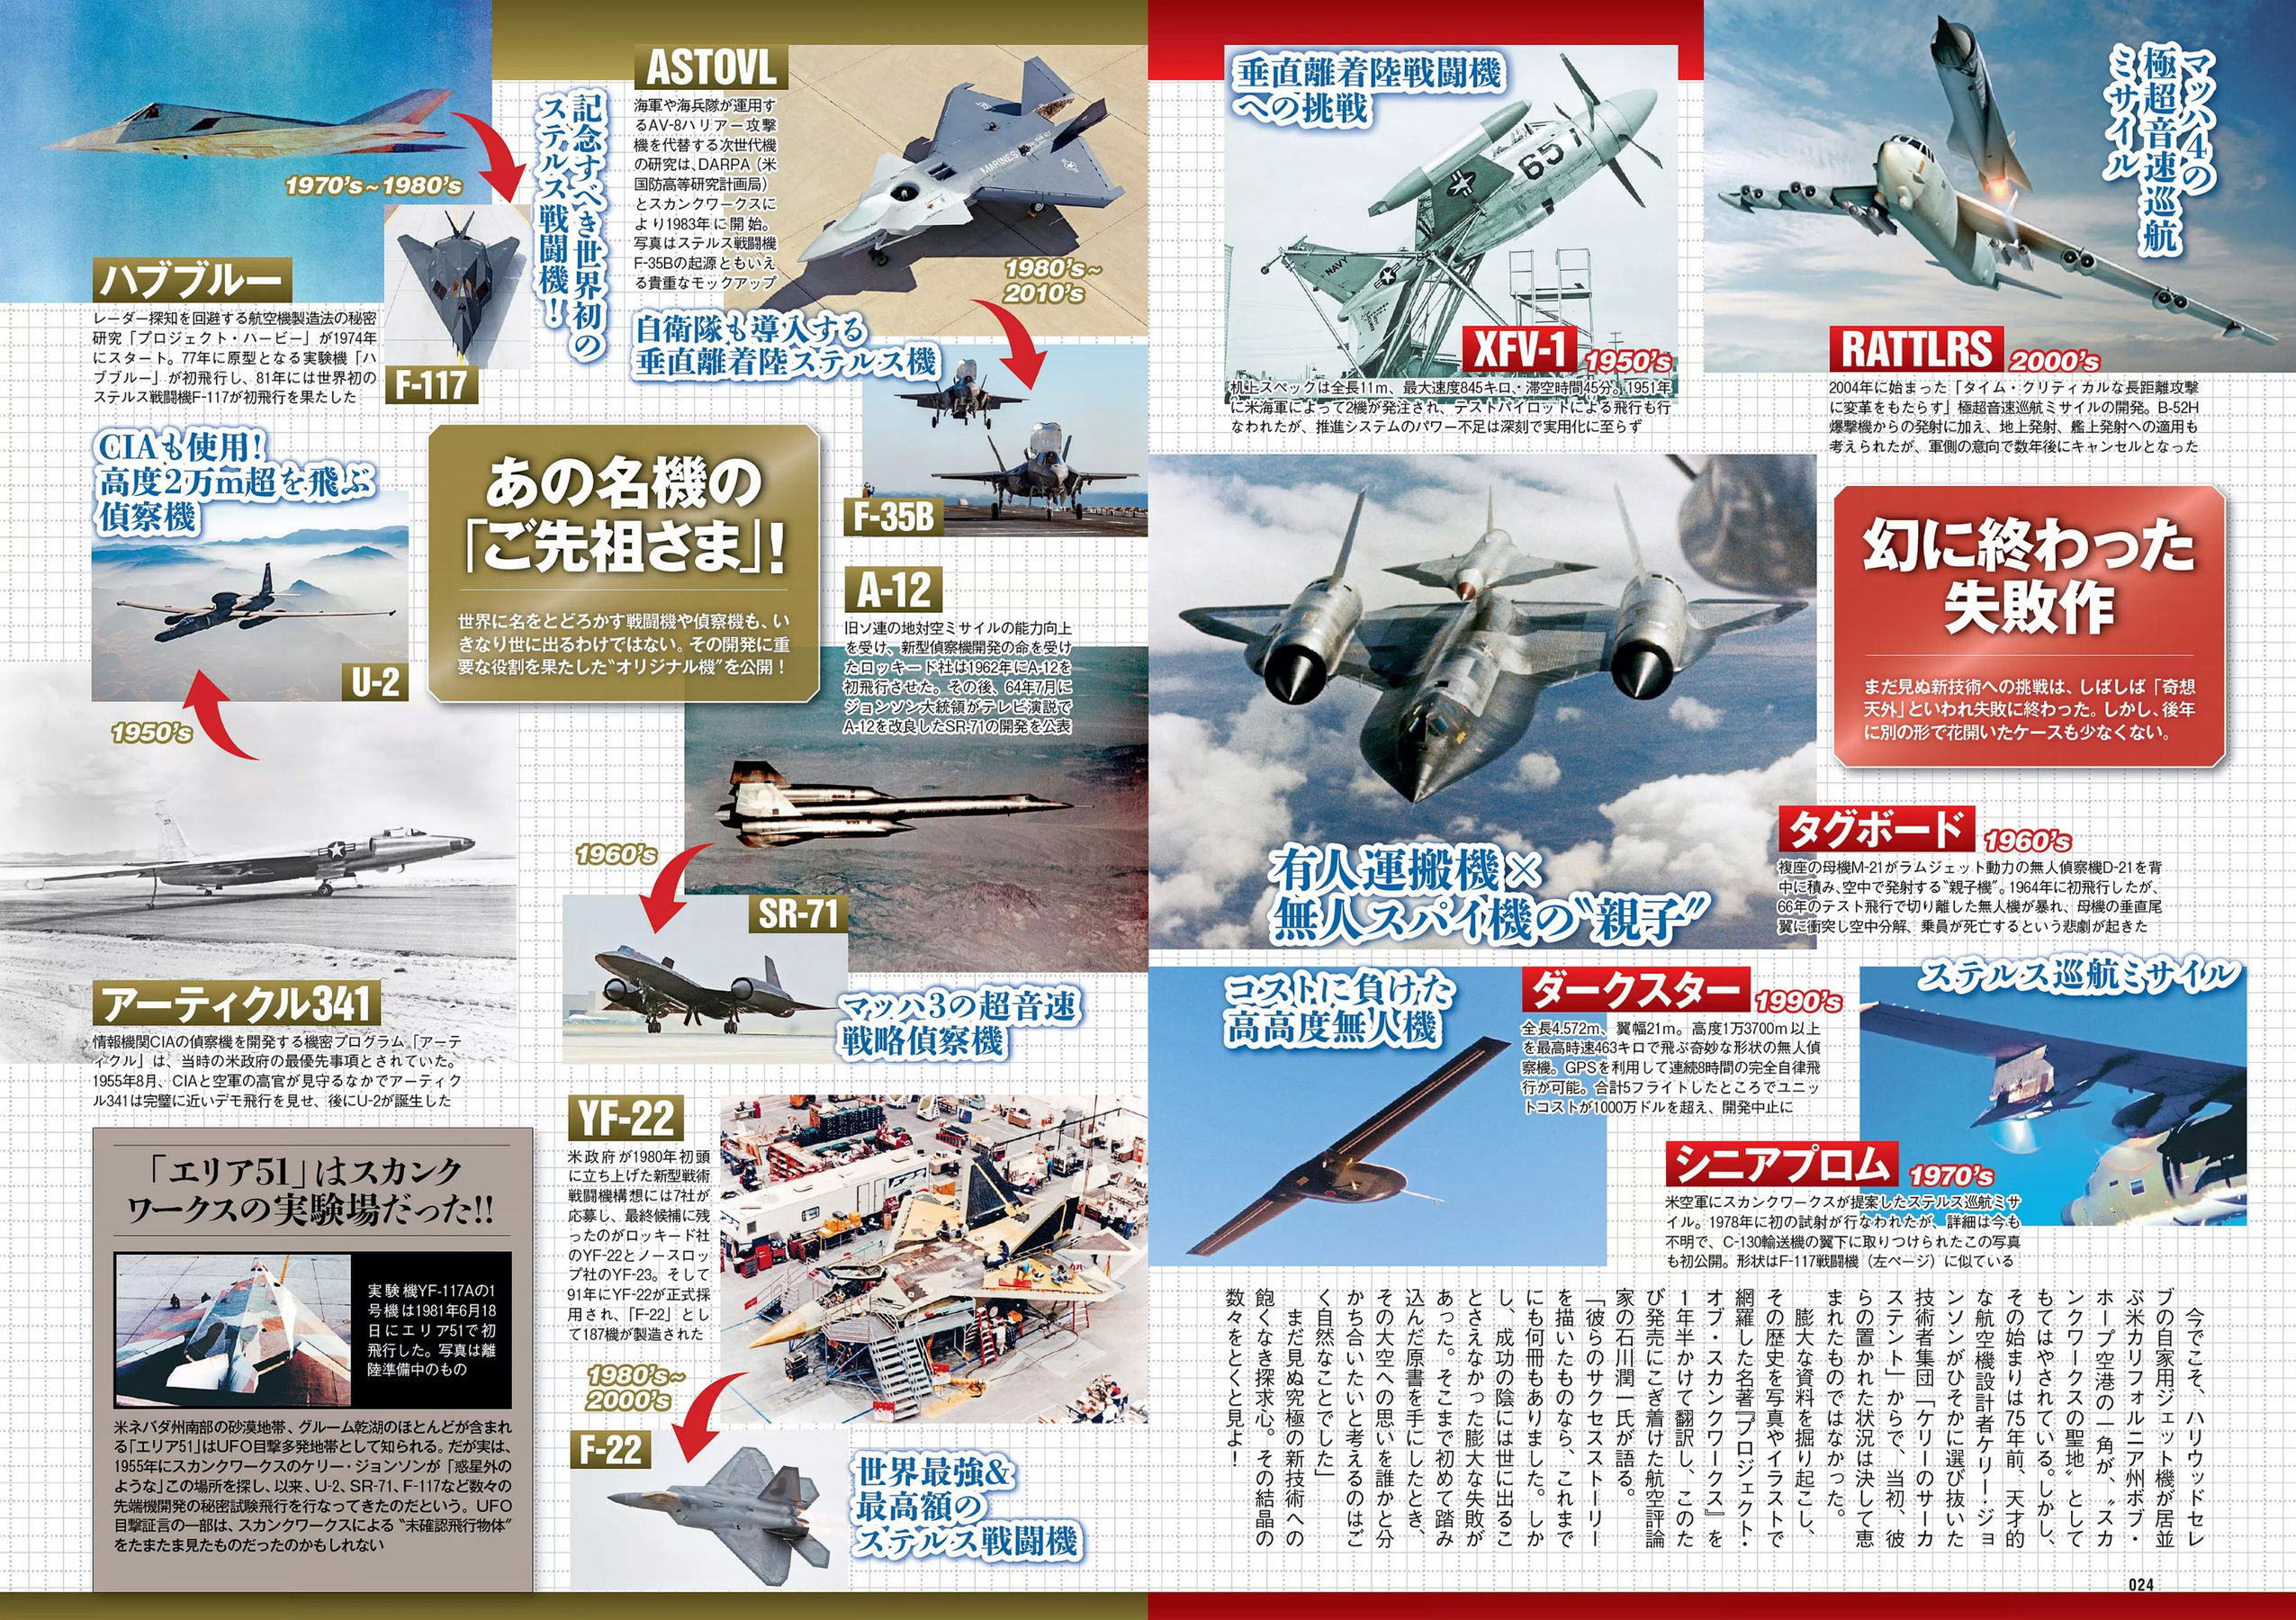 マッハ4の
極超音速巡航
ミサイル
RATTLRS 2000's
2004年に始まった「タイム・クリティカルな長距離攻撃
に変革をもたらす」極超音速巡航ミサイルの開発。B-52H
爆撃機からの発射に加え、地上発射、艦上発射への適用も
考えられたが、軍側の意向で数年後にキャンセルとなった
垂直離着陸戦闘機
への挑戦
657
NAVY
XFV-1 1950's
机上スペックは全長11m、最大速度845キロ、滞空時間45分。1951年
に米海軍によって2機が発注され、テストパイロットによる飛行も行
なわれたが、推進システムのパワー不足は深刻で実用化に至らず
幻に終わった
失敗作
まだ見ぬ新技術への挑戦は、しばしば「奇想
天外」といわれ失敗に終わった。しかし、後年
に別の形で花開いたケースも少なくない。
有人運搬機×
無人スパイ機の〝親子〟
タグボード 1960's
複座の母機M-21がラムジェット動力の無人偵察機D-21を背
中に積み、空中で発射する〝親子機〟。1964年に初飛行したが、
66年のテスト飛行で切り離した無人機が暴れ、母機の垂直尾
翼に衝突し空中分解、乗員が死亡するという悲劇が起きた
コストに負けた
高高度無人機
ダークスター 1990's
全長4.572m、翼幅21m。高度1万3700m以上
を最高時速463キロで飛ぶ奇妙な形状の無人偵
察機。GPSを利用して連続8時間の完全自律飛
行が可能。合計5フライトしたところでユニッ
トコストが1000万ドルを超え、開発中止に
ステルス巡航ミサイル
シニアプロム 1970's
米空軍にスカンクワークスが提案したステルス巡航ミサ
イル。1978年に初の試射が行なわれたが、詳細は今も
不明で、C-130輸送機の翼下に取りつけられたこの写真
も初公開。形状はF-117戦闘機（左ページ）に似ている
今でこそ、ハリウッドセレ
ブの自家用ジェット機が居並
ぶ米カリフォルニア州ボブ・
ホープ空港の一角が、〝スカ
ンクワークスの聖地〟として
もてはやされている。しかし、
その始まりは75年前、天才的
な航空機設計者ケリー・ジョ
ンソンがひそかに選び抜いた
技術者集団「ケリーのサーカ
ステント」からで、当初、彼
らの置かれた状況は決して恵
まれたものではなかった。
膨大な資料を掘り起こし、
その歴史を写真やイラストで
網羅した名著『プロジェクト・
オブ・スカンクワークス』を
1年半かけて翻訳し、このた
び発売にこぎ着けた航空評論
家の石川潤一氏が語る。
「彼らのサクセスストーリー
を描いたものなら、これまで
にも何冊もありました。しか
し、成功の陰には世に出るこ
とさえなかった膨大な失敗が
あった。そこまで初めて踏み
込んだ原書を手にしたとき、
その大空への思いを誰かと分
かち合いたいと考えるのはご
く自然なことでした」
まだ見ぬ究極の新技術への
飽くなき探求心。その結晶の
数々をとくと見よ！
024
ASTOVL
海軍や海兵隊が運用す
るAV-8ハリアー攻撃
機を代替する次世代機
の研究は、DARPA（米
国防高等研究計画局）
とスカンクワークスに
より1983年に開始。
写真はステルス戦闘機
F-35Bの起源ともいえ
る貴重なモックアップ
MARINES
1980's~
2010's
自衛隊も導入する
垂直離着陸ステルス機
F-35B
記念すべき世界初の
ステルス戦闘機！
1970's~1980's
ハブブルー
レーダー探知を回避する航空機製造法の秘密
研究「プロジェクト・ハービー」が1974年
にスタート。77年に原型となる実験機「ハ
ブブルー」が初飛行し、81年には世界初の
ステルス戦闘機F-117が初飛行を果たした
F-117
あの名機の
「ご先祖さま」！
世界に名をとどろかす戦闘機や偵察機も、い
きなり世に出るわけではない。その開発に重
要な役割を果たした〝オリジナル機〟を公開！
CIAも使用！
高度2万m超を飛ぶ
偵察機
U-2
1950's
アーティクル341
情報機関CIAの偵察機を開発する機密プログラム「アーテ
ィクル」は、当時の米政府の最優先事項とされていた。
1955年8月、CIAと空軍の高官が見守るなかでアーティク
ル341は完璧に近いデモ飛行を見せ、後にU-2が誕生した
A-12
旧ソ連の地対空ミサイルの能力向上
を受け、新型偵察機開発の命を受け
たロッキード社は1962年にA-12を
初飛行させた。その後、64年7月に
ジョンソン大統領がテレビ演説で
A-12を改良したSR-71の開発を公表
1960's
SR-71
マッハ3の超音速
戦略偵察機
YF-22
米政府が1980年初頭
に立ち上げた新型戦術
戦闘機構想には7社が
応募し、最終候補に残
ったのがロッキード社
のYF-22とノースロッ
プ社のYF-23。そして
91年にYF-22が正式採
用され、「F-22」とし
て187機が製造された
1980's~
2000's
F-22
世界最強&
最高額の
ステルス戦闘機
「エリア51」はスカンク
ワークスの実験場だった!!
実験機YF-117Aの1
号機は1981年6月18
日にエリア51で初
飛行した。写真は離
陸準備中のもの
米ネバダ州南部の砂漠地帯、グルーム乾湖のほとんどが含まれ
る「エリア51」はUFO目撃多発地帯として知られる。だが実は、
1955年にスカンクワークスのケリー・ジョンソンが「惑星外の
ような」この場所を探し、以来、U-2、SR-71、F-117など数々の
先端機開発の秘密試験飛行を行なってきたのだという。UFO
目撃証言の一部は、スカンクワークスによる〝未確認飛行物体〟
をたまたま見たものだったのかもしれない